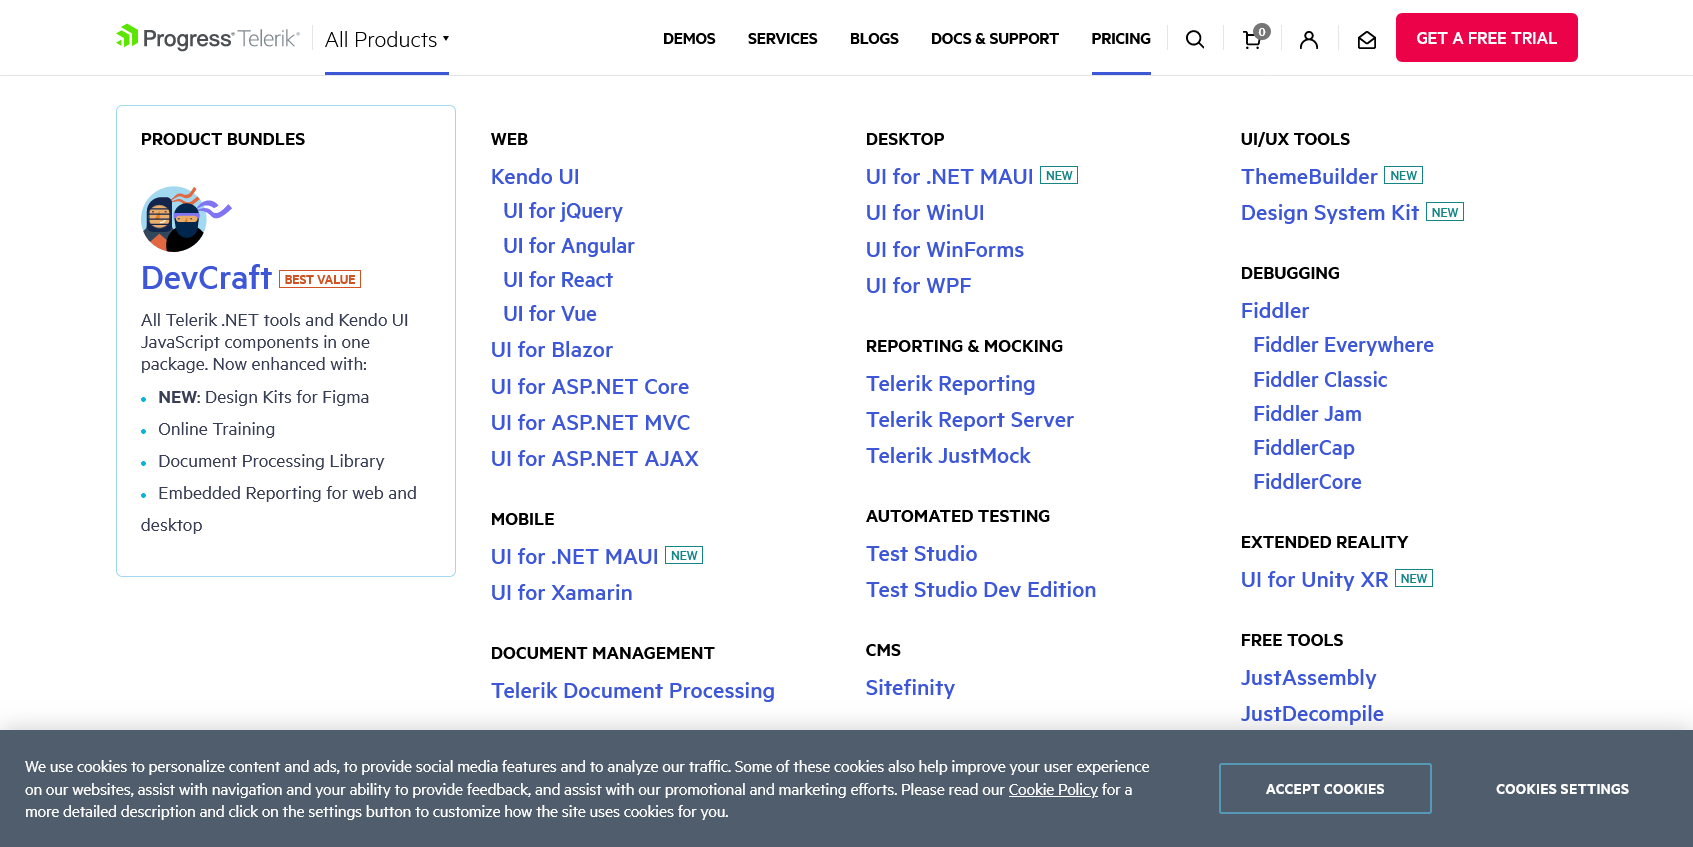 Progress Telerik
All Products
DEMOS
SERVICES
BLOGS
DOCS & SUPPORT
PRICING
0
GET A FREE TRIAL
PRODUCT BUNDLES
DevCraft BEST VALUE
All Telerik .NET tools and Kendo UI
JavaScript components in one
package. Now enhanced with:
NEW: Design Kits for Figma
Online Training
Document Processing Library
Embedded Reporting for web and
desktop
WEB
Kendo UI
UI for jQuery
UI for Angular
UI for React
UI for Vue
UI for Blazor
UI for ASP.NET Core
UI for ASP.NET MVC
UI for ASP.NET AJAX
MOBILE
UI for .NET MAUI NEW
UI for Xamarin
DOCUMENT MANAGEMENT
Telerik Document Processing
DESKTOP
UI for .NET MAUI NEW
UI for WinUI
UI for WinForms
UI for WPF
REPORTING & MOCKING
Telerik Reporting
Telerik Report Server
Telerik JustMock
AUTOMATED TESTING
Test Studio
Test Studio Dev Edition
CMS
Sitefinity
UI/UX TOOLS
ThemeBuilder NEW
Design System Kit NEW
DEBUGGING
Fiddler
Fiddler Everywhere
Fiddler Classic
Fiddler Jam
FiddlerCap
FiddlerCore
EXTENDED REALITY
UI for Unity XR NEW
FREE TOOLS
JustAssembly
JustDecompile
We use cookies to personalize content and ads, to provide social media features and to analyze our traffic. Some of these cookies also help improve your user experience
on our websites, assist with navigation and your ability to provide feedback, and assist with our promotional and marketing efforts. Please read our Cookie Policy for a
more detailed description and click on the settings button to customize how the site uses cookies for you.
ACCEPT COOKIES
COOKIES SETTINGS